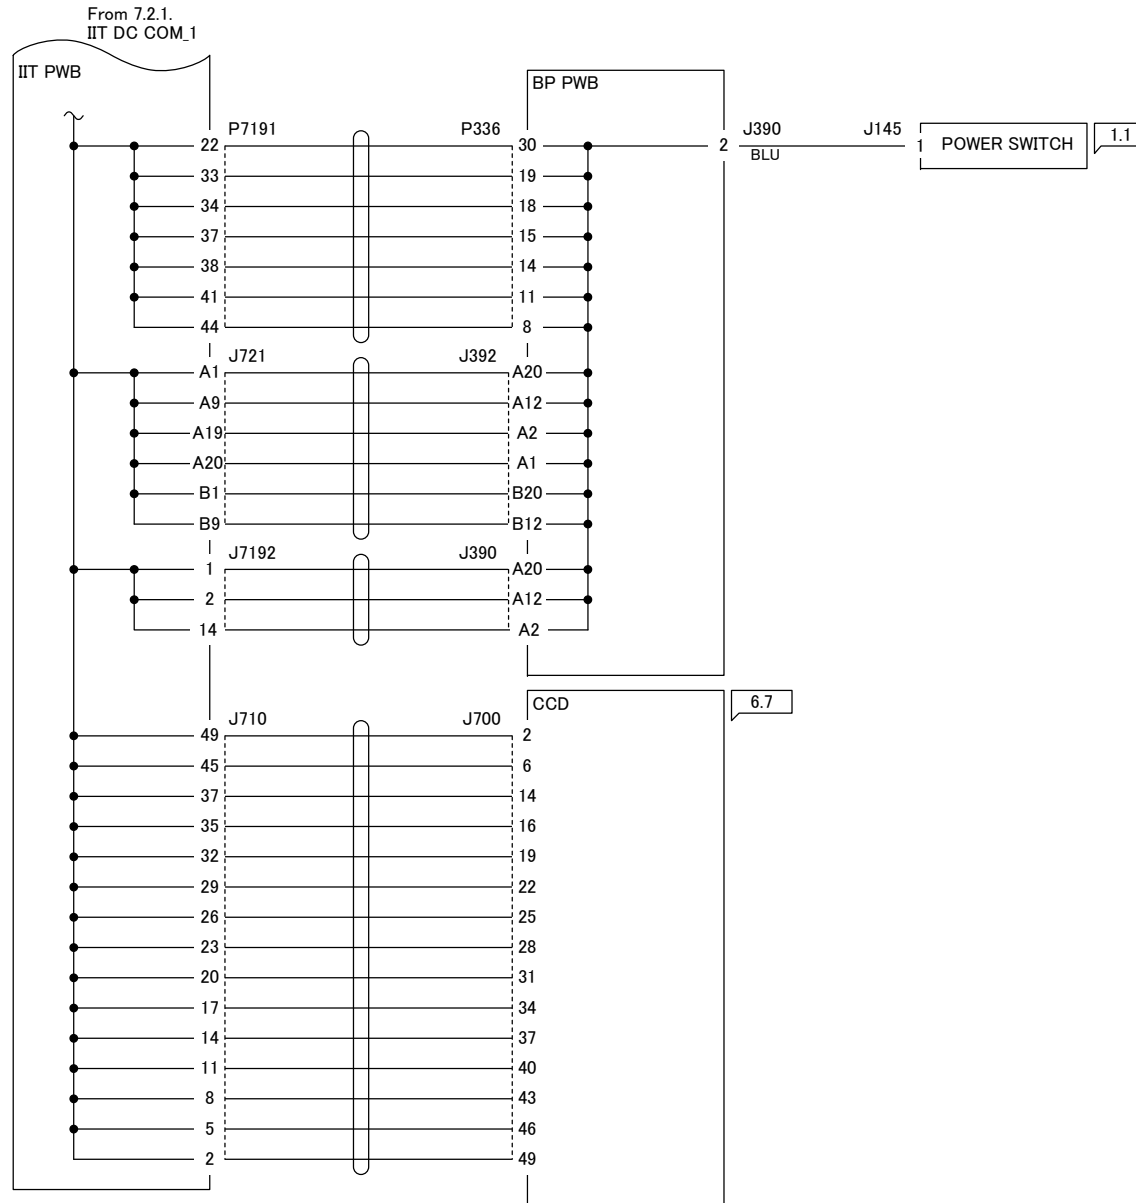 From 7.2.1.
IIT DC COM_1
IIT PWB
BP PWB
P7191 P336 J390 J145
22 30 2 BLU 1 POWER SWITCH 1.1
33 19
34 18
37 15
38 14
41 11
44 8
J721 J392
A1 A20
A9 A12
A19 A2
A20 A1
B1 B20
B9 B12
J7192 J390
1 A20
2 A12
14 A2
CCD 6.7
J710 J700
49 2
45 6
37 14
35 16
32 19
29 22
26 25
23 28
20 31
17 34
14 37
11 40
8 43
5 46
2 49